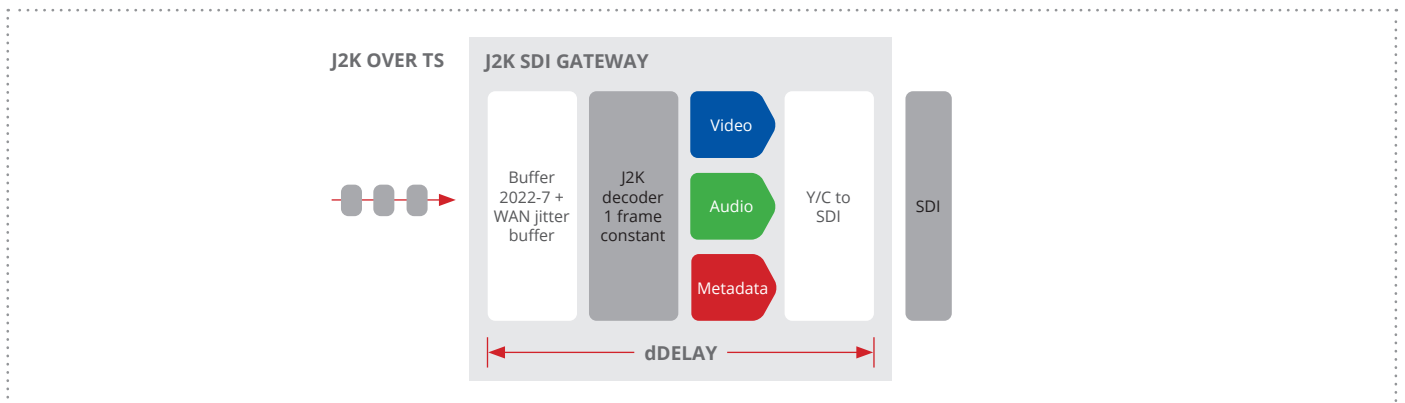 J2K OVER TS
J2K SDI GATEWAY
Buffer
2022-7 +
WAN jitter
buffer
J2K
decoder
1 frame
constant
Video
Audio
Metadata
Y/C to
SDI
SDI
dDELAY